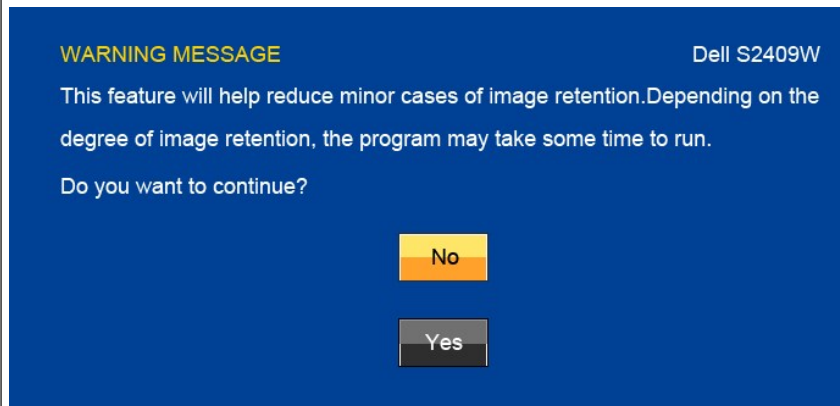 WARNING MESSAGE Dell S2409W
This feature will help reduce minor cases of image retention.Depending on the
degree of image retention, the program may take some time to run.
Do you want to continue?
No
Yes